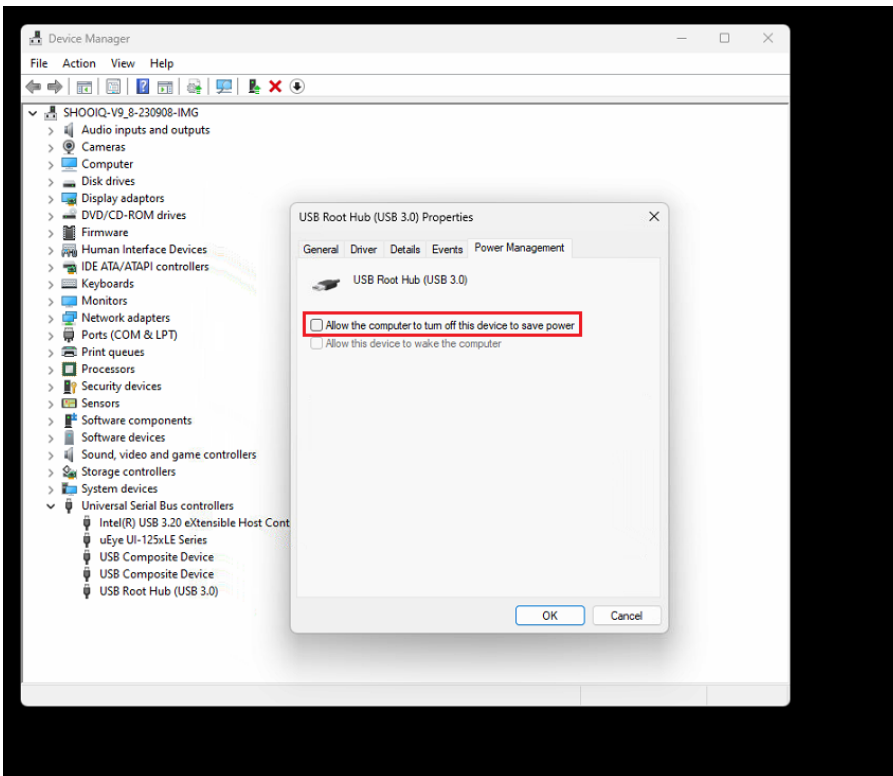 Device Manager
File Action View Help
SHOOIQ-V9_8-230908-IMG
Audio inputs and outputs
Cameras
Computer
Disk drives
Display adaptors
DVD/CD-ROM drives
Firmware
Human Interface Devices
IDE ATA/ATAPI controllers
Keyboards
Monitors
Network adapters
Ports (COM & LPT)
Print queues
Processors
Security devices
Sensors
Software components
Software devices
Sound, video and game controllers
Storage controllers
System devices
Universal Serial Bus controllers
Intel(R) USB 3.20 eXtensible Host Cont
uEye UI-125xLE Series
USB Composite Device
USB Composite Device
USB Root Hub (USB 3.0)
USB Root Hub (USB 3.0) Properties
General Driver Details Events Power Management
USB Root Hub (USB 3.0)
Allow the computer to turn off this device to save power
Allow this device to wake the computer
OK Cancel